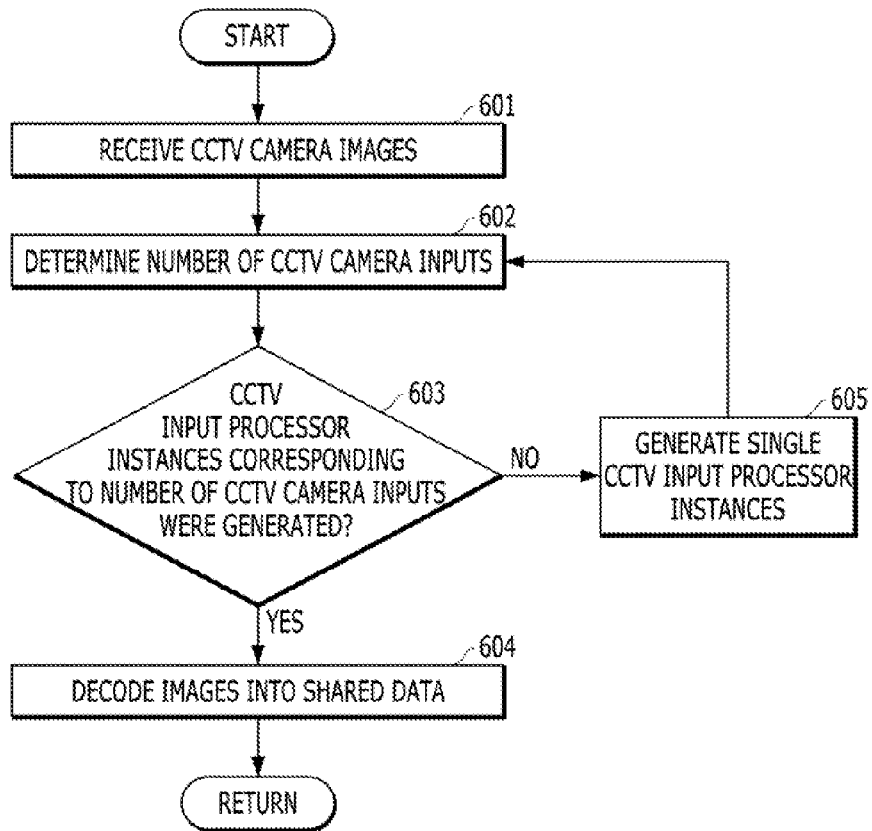 START
601
RECEIVE CCTV CAMERA IMAGES
602
DETERMINE NUMBER OF CCTV CAMERA INPUTS
603
CCTV
INPUT PROCESSOR
INSTANCES CORRESPONDING
TO NUMBER OF CCTV CAMERA INPUTS
WERE GENERATED?
NO
605
GENERATE SINGLE
CCTV INPUT PROCESSOR
INSTANCES
YES
604
DECODE IMAGES INTO SHARED DATA
RETURN